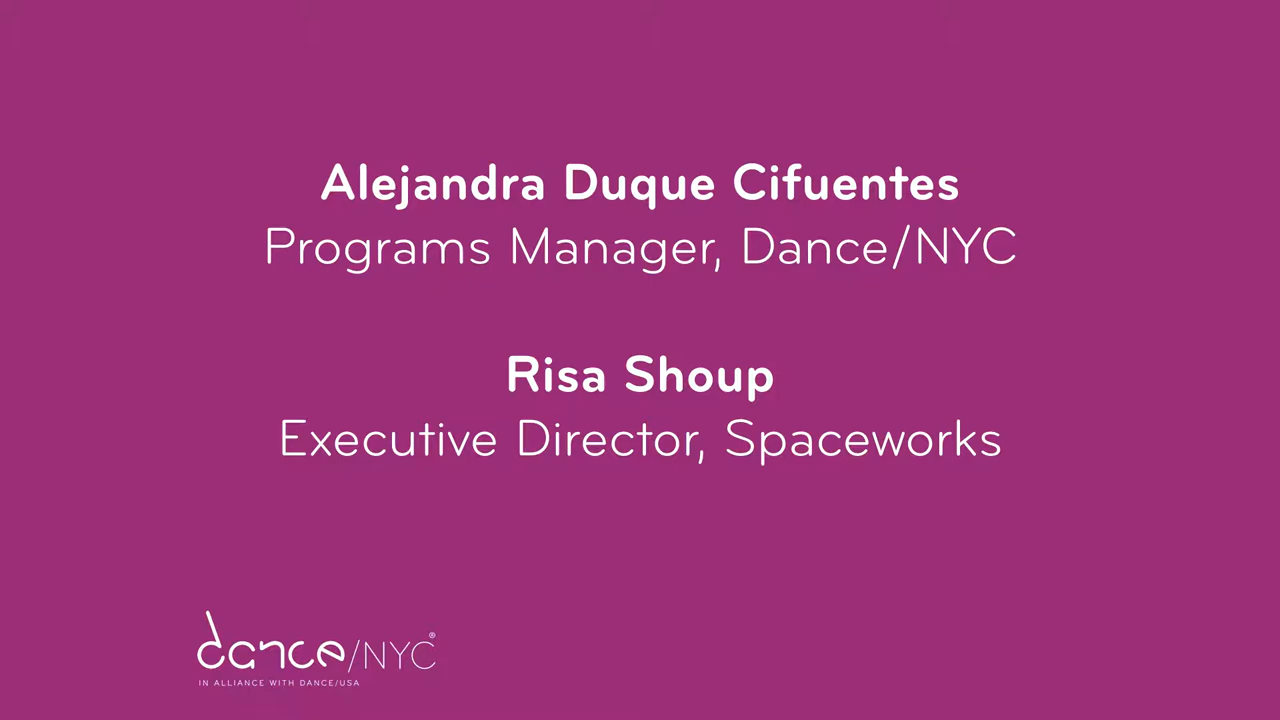 Alejandra Duque Cifuentes
Programs Manager, Dance/NYC
Risa Shoup
Executive Director, Spaceworks
dance/NYC®
IN ALLIANCE WITH DANCE/USA